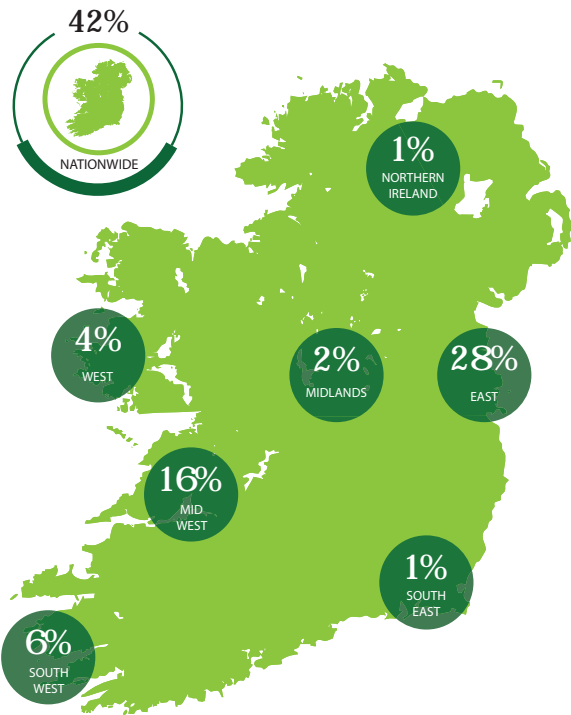 42%
NATIONWIDE
1%
NORTHERN
IRELAND
4%
WEST
2%
MIDLANDS
28%
EAST
16%
MID
WEST
1%
SOUTH
EAST
6%
SOUTH
WEST